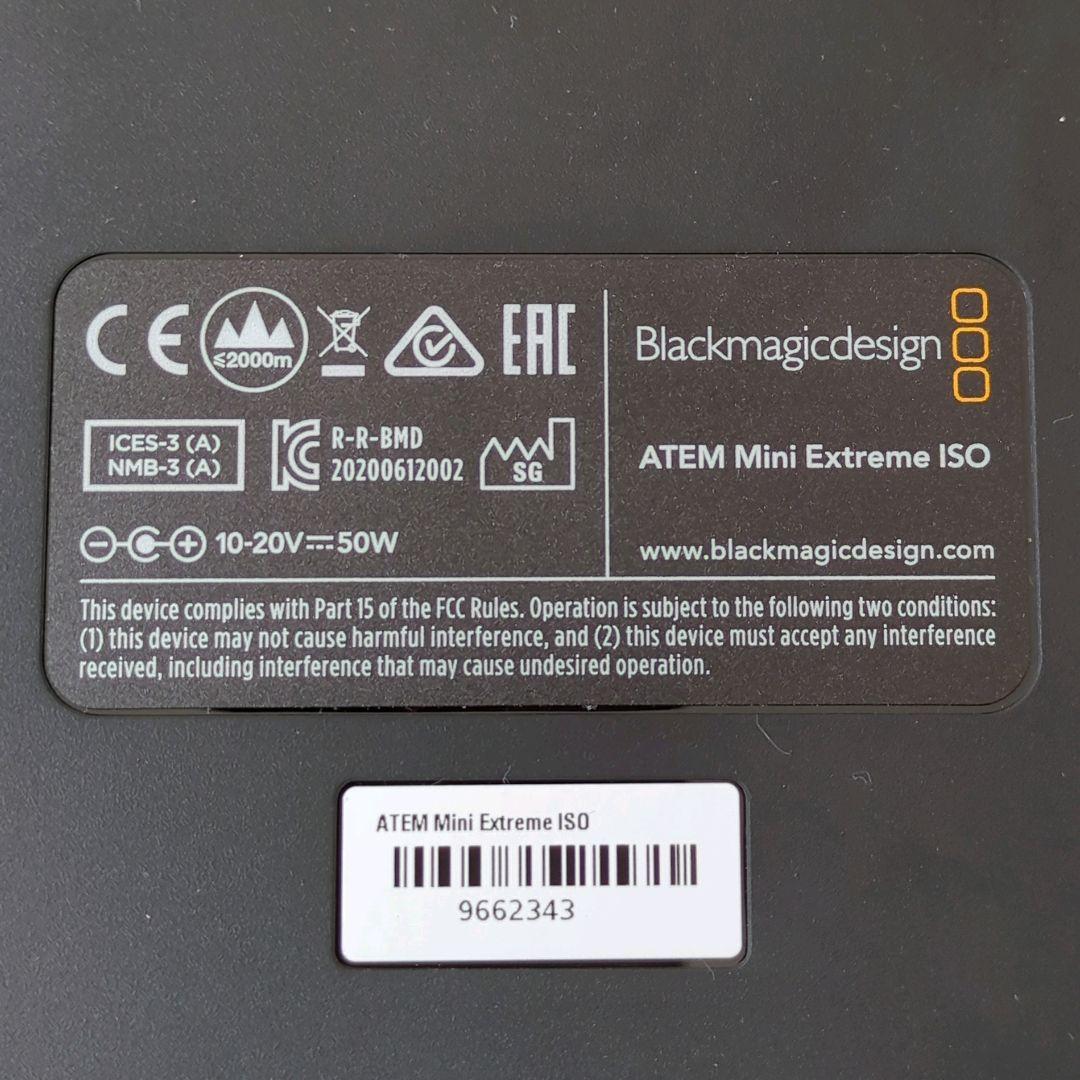 CE ≤2000m EAC
ICES-3 (A)
NMB-3 (A)
R-R-BMD
20200612002
SG
10-20V⎓50W
Blackmagicdesign
ATEM Mini Extreme ISO
www.blackmagicdesign.com
This device complies with Part 15 of the FCC Rules. Operation is subject to the following two conditions:
(1) this device may not cause harmful interference, and (2) this device must accept any interference
received, including interference that may cause undesired operation.
ATEM Mini Extreme ISO
9662343